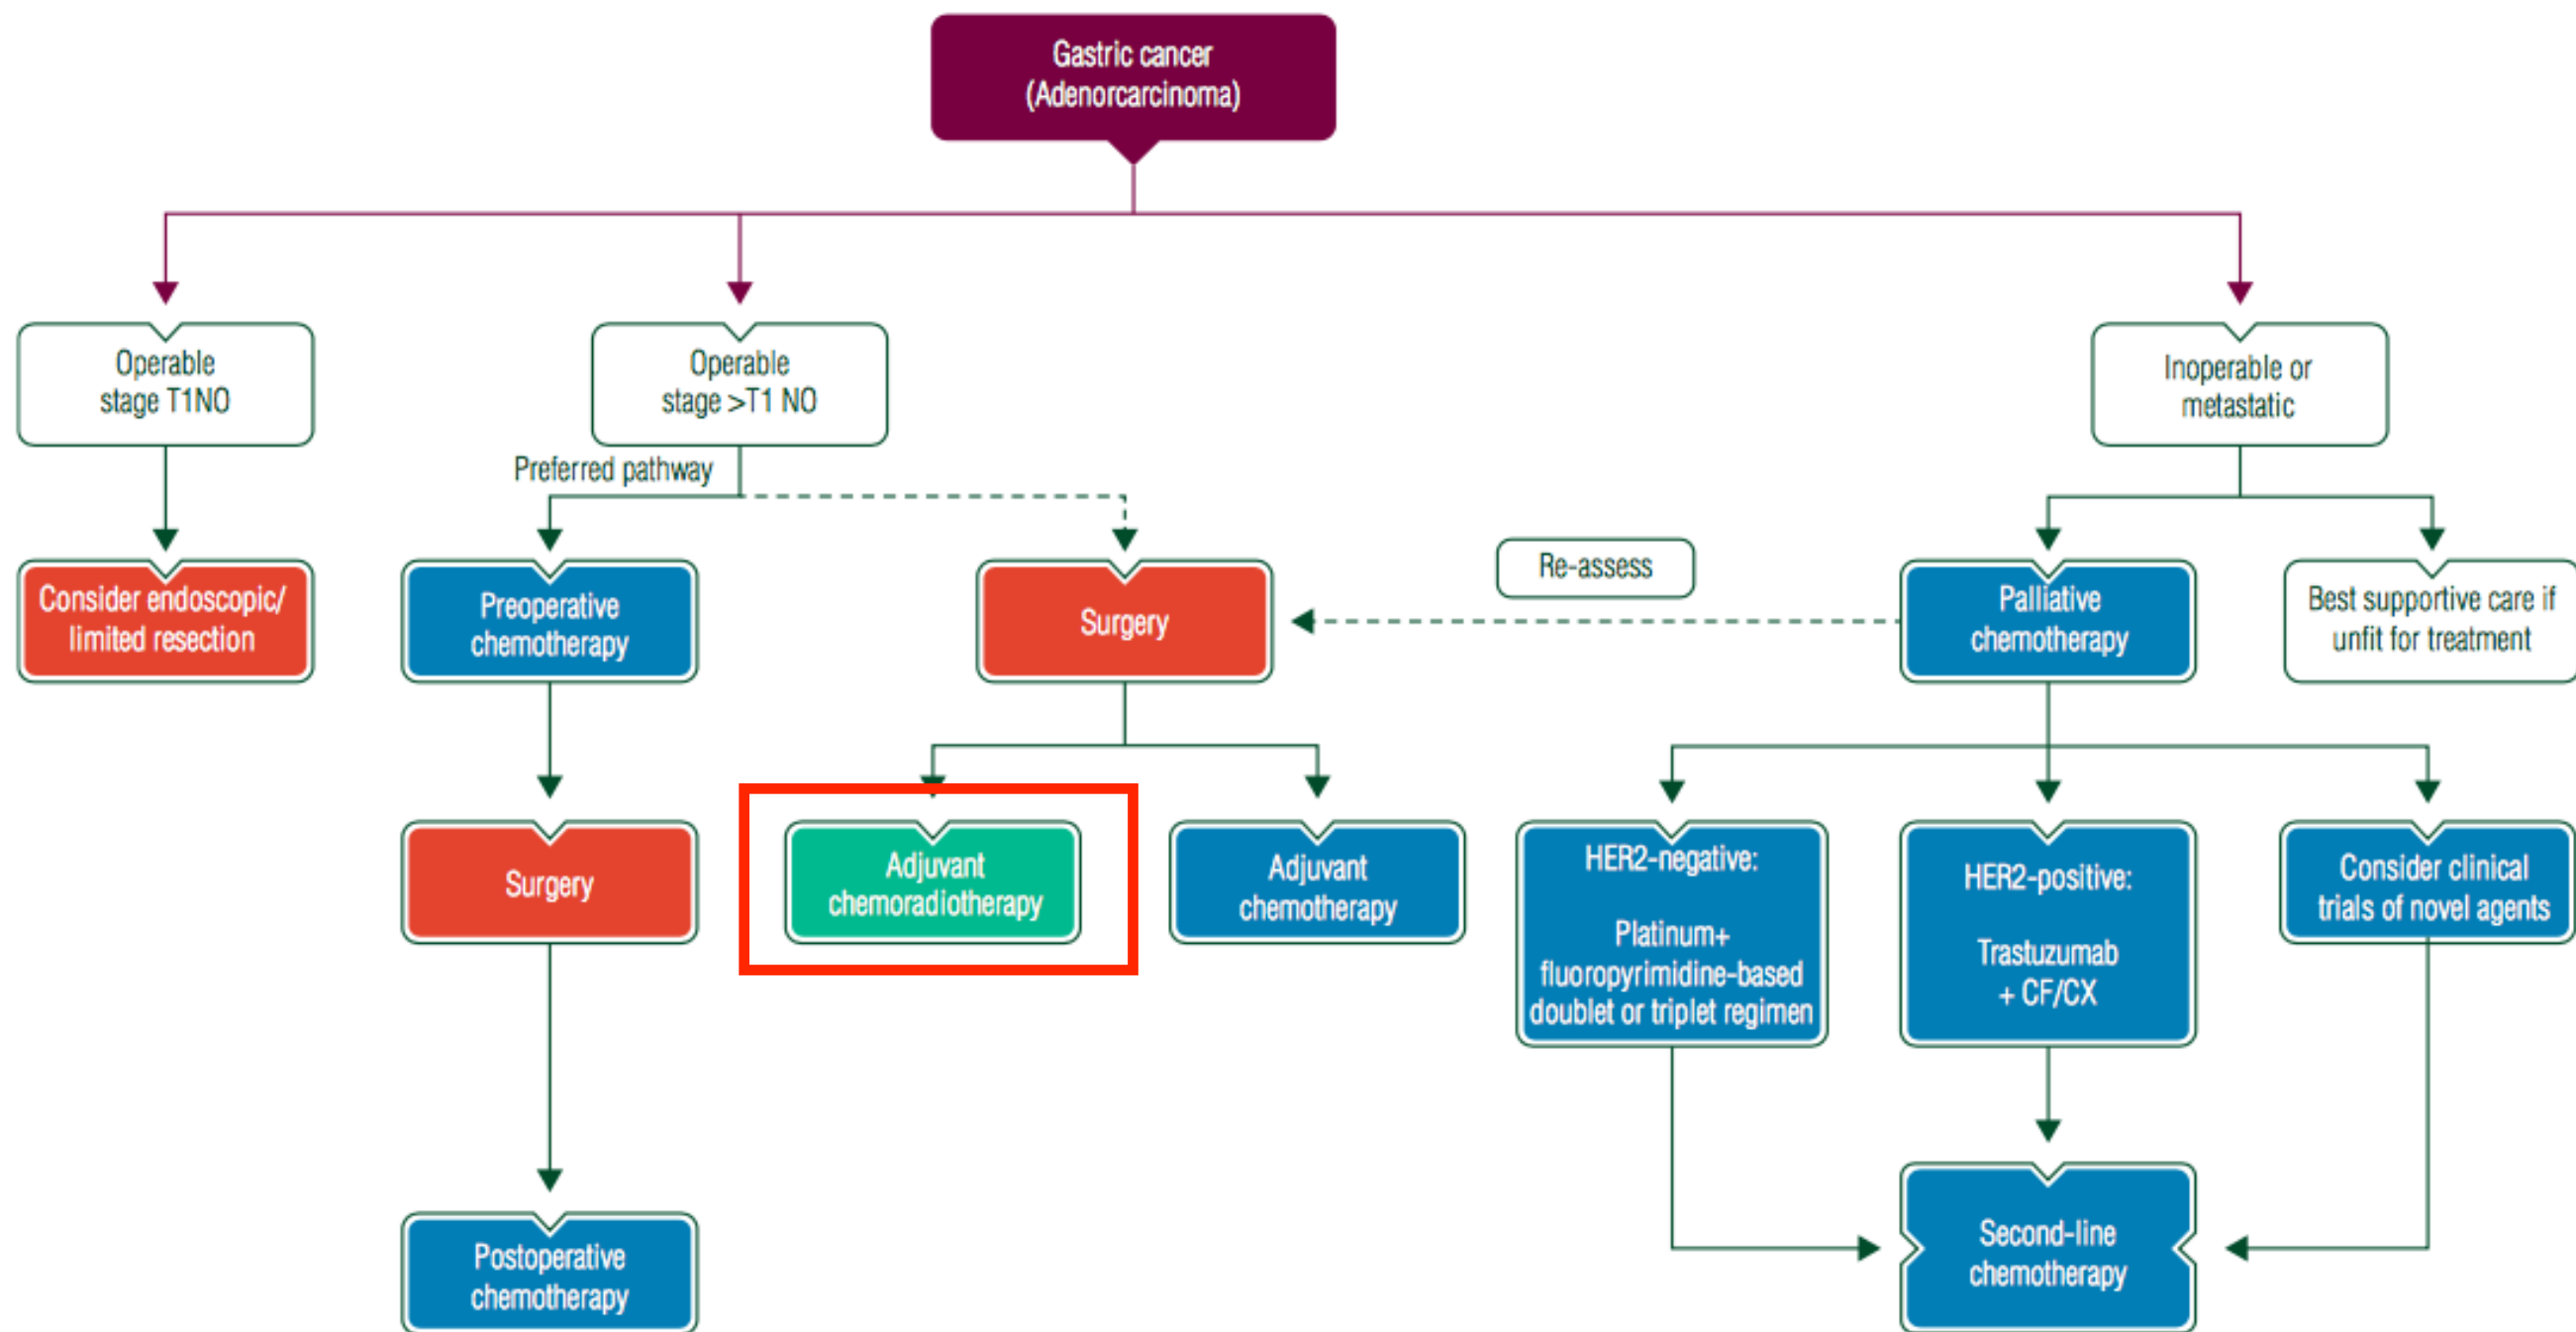 Gastric cancer
(Adenorcarcinoma)
Operable
stage T1NO
Operable
stage >T1 NO
Inoperable or
metastatic
Preferred pathway
Consider endoscopic/
limited resection
Preoperative
chemotherapy
Surgery
Re-assess
Palliative
chemotherapy
Best supportive care if
unfit for treatment
Surgery
Adjuvant
chemoradiotherapy
Adjuvant
chemotherapy
HER2-negative:
Platinum+
fluoropyrimidine-based
doublet or triplet regimen
HER2-positive:
Trastuzumab
+ CF/CX
Consider clinical
trials of novel agents
Postoperative
chemotherapy
Second-line
chemotherapy